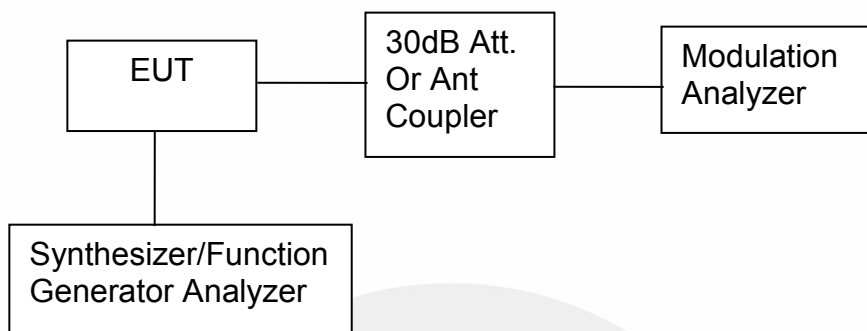 EUT
30dB Att.
Or Ant
Coupler
Modulation
Analyzer
Synthesizer/Function
Generator Analyzer